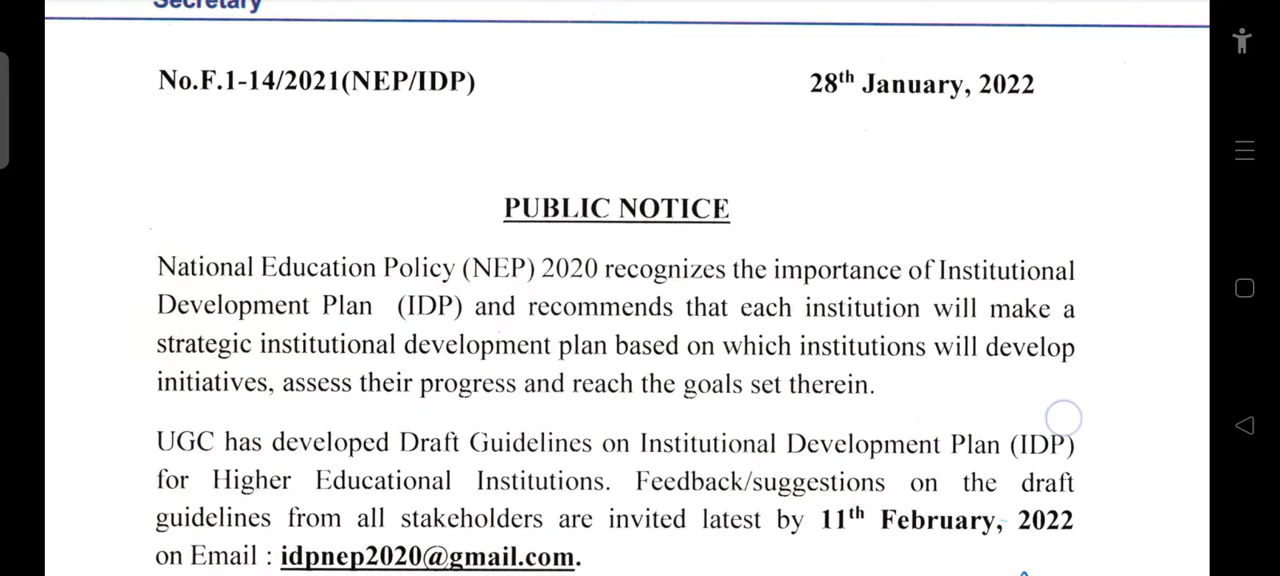 Secretary
No.F.1-14/2021(NEP/IDP) 28th January, 2022
PUBLIC NOTICE
National Education Policy (NEP) 2020 recognizes the importance of Institutional
Development Plan (IDP) and recommends that each institution will make a
strategic institutional development plan based on which institutions will develop
initiatives, assess their progress and reach the goals set therein.
UGC has developed Draft Guidelines on Institutional Development Plan (IDP)
for Higher Educational Institutions. Feedback/suggestions on the draft
guidelines from all stakeholders are invited latest by 11th February, 2022
on Email : idpnep2020@gmail.com.